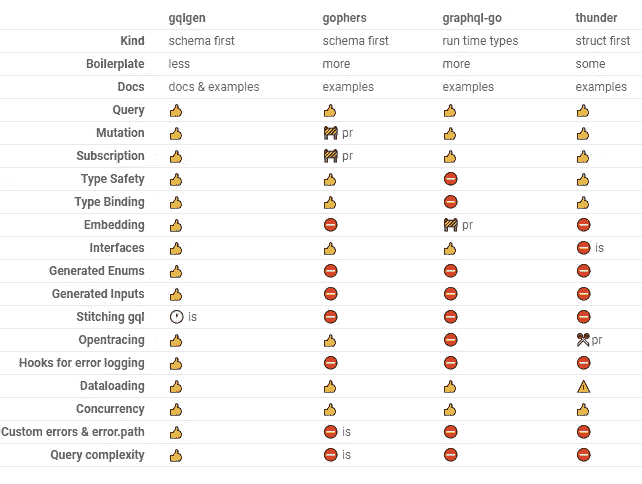 gqlgen gophers graphql-go thunder
Kind schema first schema first run time types struct first
Boilerplate less more more some
Docs docs & examples examples examples examples
Query
Mutation pr
Subscription pr
Type Safety
Type Binding
Embedding pr
Interfaces is
Generated Enums
Generated Inputs
Stitching gql is
Opentracing pr
Hooks for error logging
Dataloading
Concurrency
Custom errors & error.path is
Query complexity is